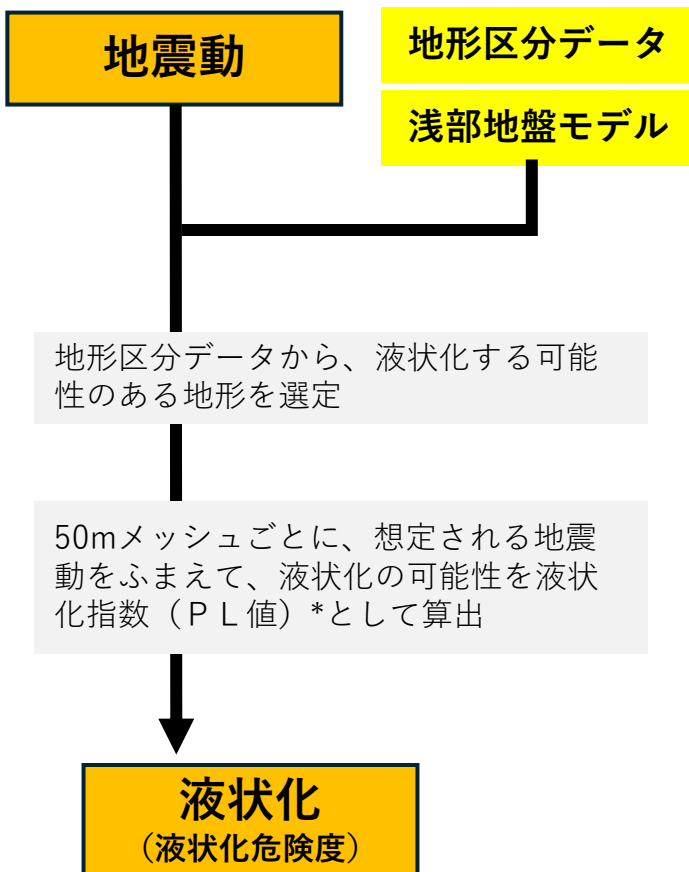 地震動
地形区分データ
浅部地盤モデル
地形区分データから、液状化する可能
性のある地形を選定
50mメッシュごとに、想定される地震
動をふまえて、液状化の可能性を液状
化指数（ＰＬ値）*として算出
液状化
（液状化危険度）